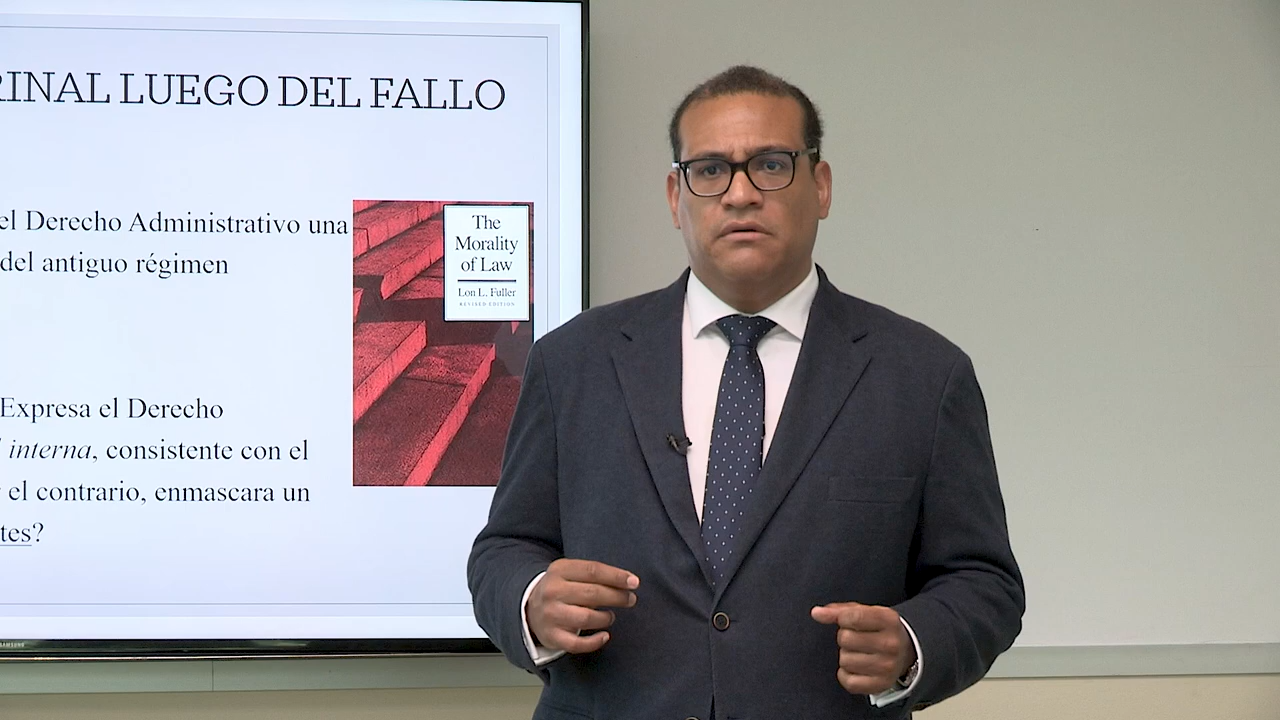 RINAL LUEGO DEL FALLO
el Derecho Administrativo una
del antiguo régimen
The
Morality
of Law
Lon L. Fuller
REVISED EDITION
Expresa el Derecho
interna, consistente con el
el contrario, enmascara un
tes?
SAMSUNG